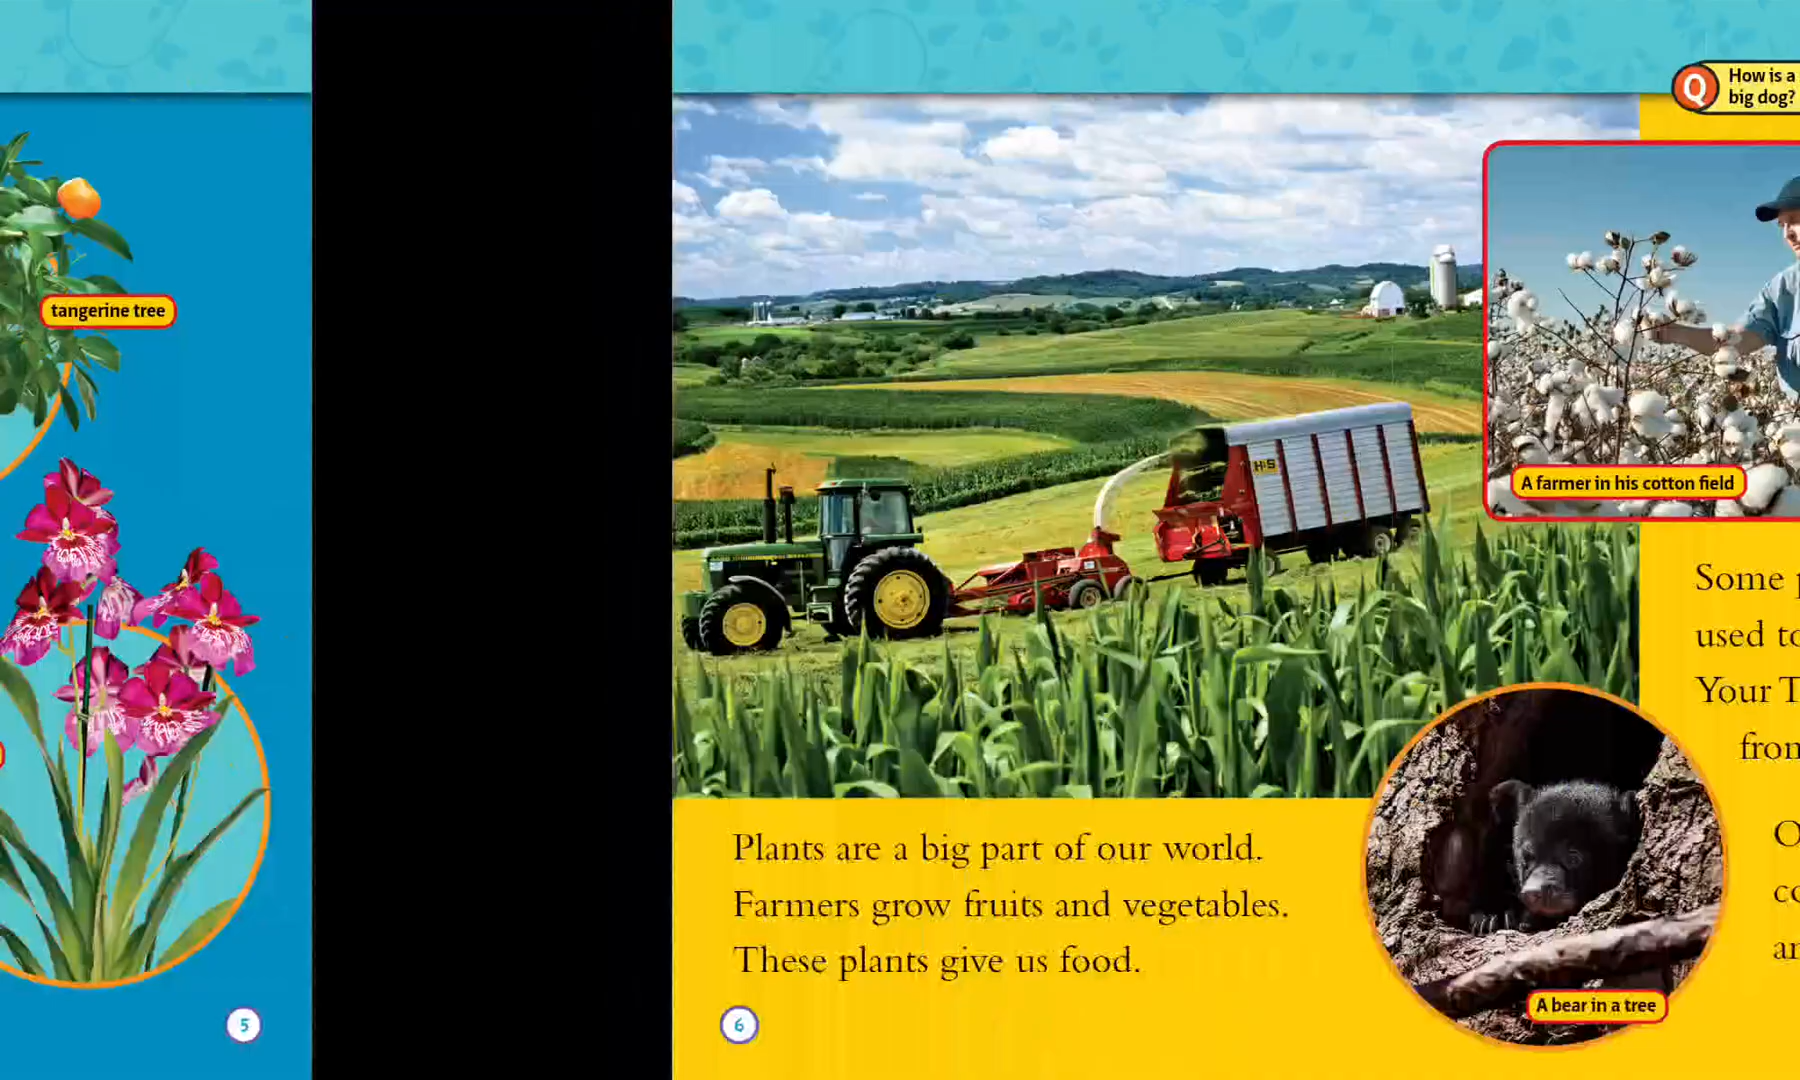 tangerine tree
5
How is a
big dog?
Q
H&S
A farmer in his cotton field
Some
used to
Your
from
Plants are a big part of our world.
Farmers grow fruits and vegetables.
These plants give us food.
A bear in a tree
6